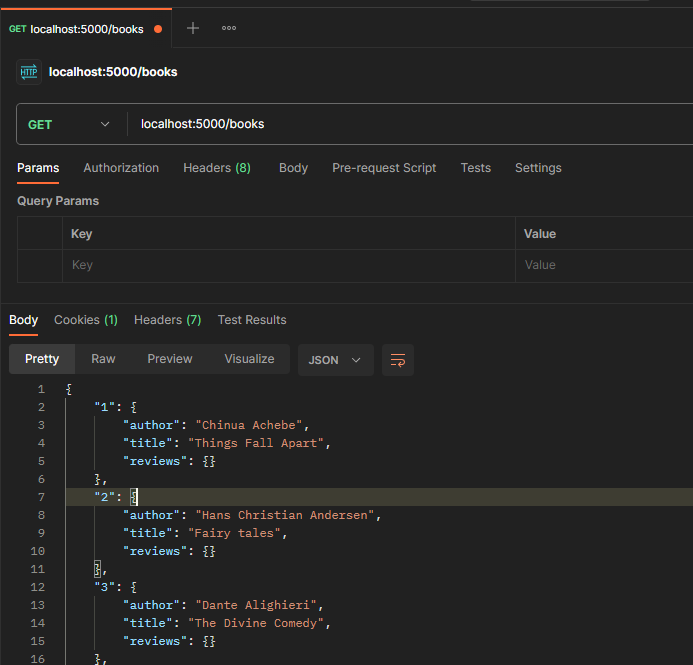 GET localhost:5000/books
HTTP localhost:5000/books
GET localhost:5000/books
Params Authorization Headers (8) Body Pre-request Script Tests Settings
Query Params
Key Value
Key Value
Body Cookies (1) Headers (7) Test Results
Pretty Raw Preview Visualize JSON
1 {
2 "1": {
3 "author": "Chinua Achebe",
4 "title": "Things Fall Apart",
5 "reviews": {}
6 },
7 "2": {
8 "author": "Hans Christian Andersen",
9 "title": "Fairy tales",
10 "reviews": {}
11 },
12 "3": {
13 "author": "Dante Alighieri",
14 "title": "The Divine Comedy",
15 "reviews": {}
16 },